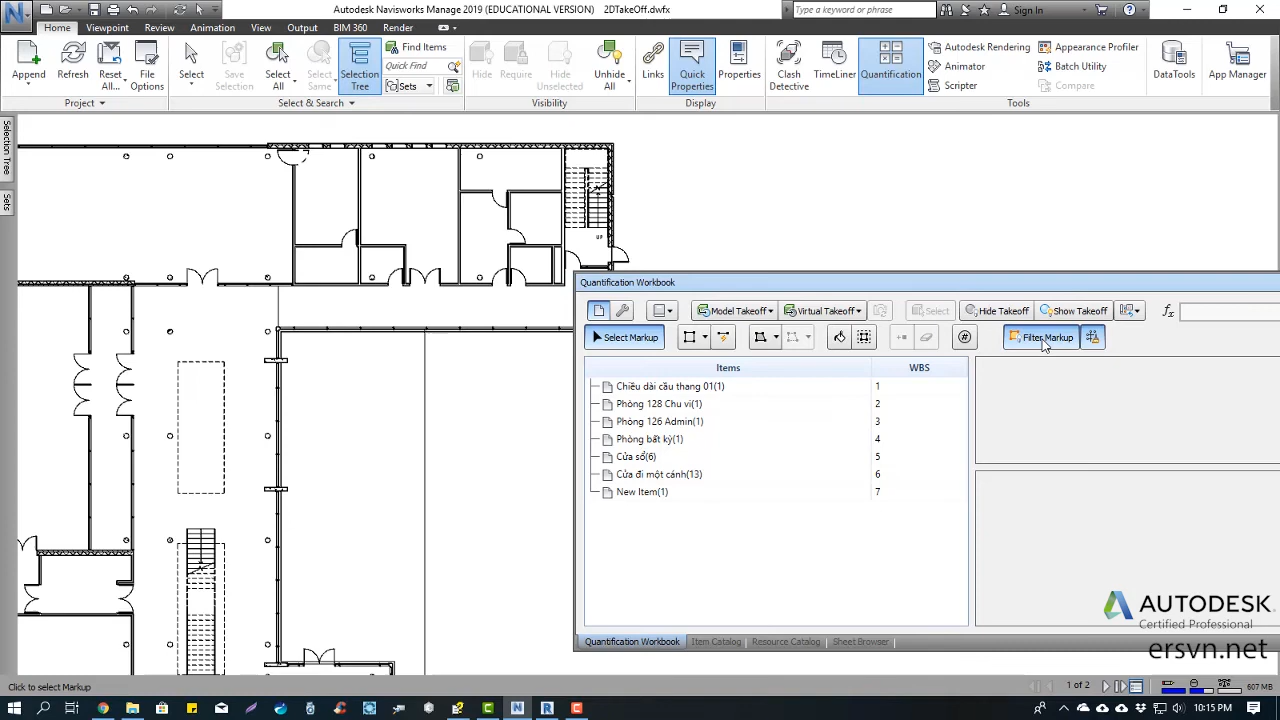 Autodesk Navisworks Manage 2019 (EDUCATIONAL VERSION) 2DTakeOff.dwfx
Type a keyword or phrase
Sign In
Home Viewpoint Review Animation View Output BIM 360 Render
Append
Refresh
Reset All...
File Options
Project
Select
Save Selection
Select All
Select Same
Selection Tree
Find Items
Quick Find
Sets
Select & Search
Hide
Require
Hide Unselected
Unhide All
Visibility
Links
Quick Properties
Properties
Display
Clash Detective
TimeLiner
Quantification
Autodesk Rendering
Animator
Scripter
Appearance Profiler
Batch Utility
Compare
Tools
DataTools
App Manager
Selection Tree
Sets
UP
Quantification Workbook
Model Takeoff Virtual Takeoff Select Hide Takeoff Show Takeoff fx
Select Markup Filter Markup
Items WBS
Chiều dài cầu thang 01(1) 1
Phòng 128 Chu vi(1) 2
Phòng 126 Admin(1) 3
Phòng bất kỳ(1) 4
Cửa sổ(6) 5
Cửa đi một cánh(13) 6
New Item(1) 7
AUTODESK.
Certified Professional
ersvn.net
Quantification Workbook Item Catalog Resource Catalog Sheet Browser
Click to select Markup
1 of 2
607 MB
10:15 PM